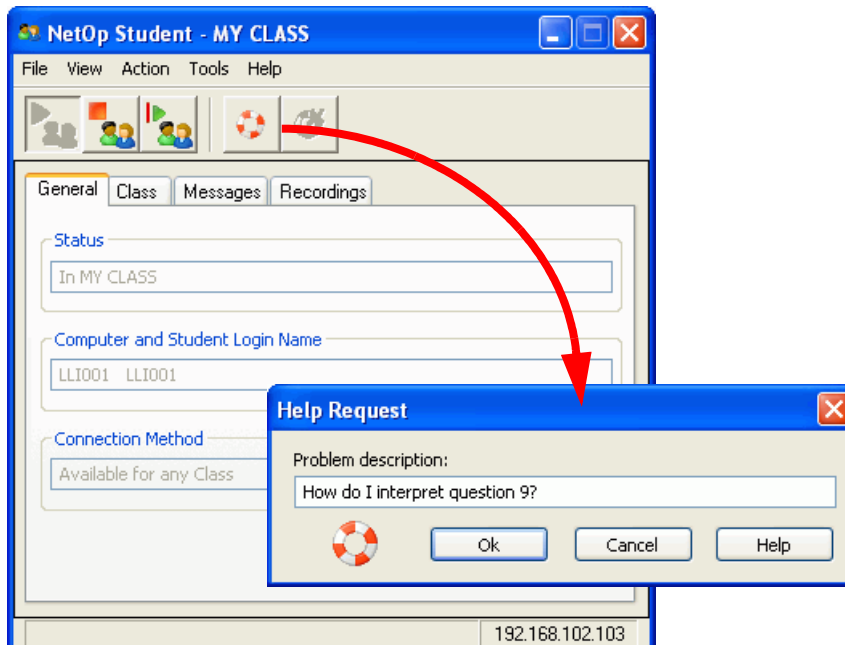 NetOp Student - MY CLASS
File View Action Tools Help
General Class Messages Recordings
Status
In MY CLASS
Computer and Student Login Name
LLI001 LLI001
Connection Method
Available for any Class
Help Request
Problem description:
How do I interpret question 9?
Ok Cancel Help
192.168.102.103